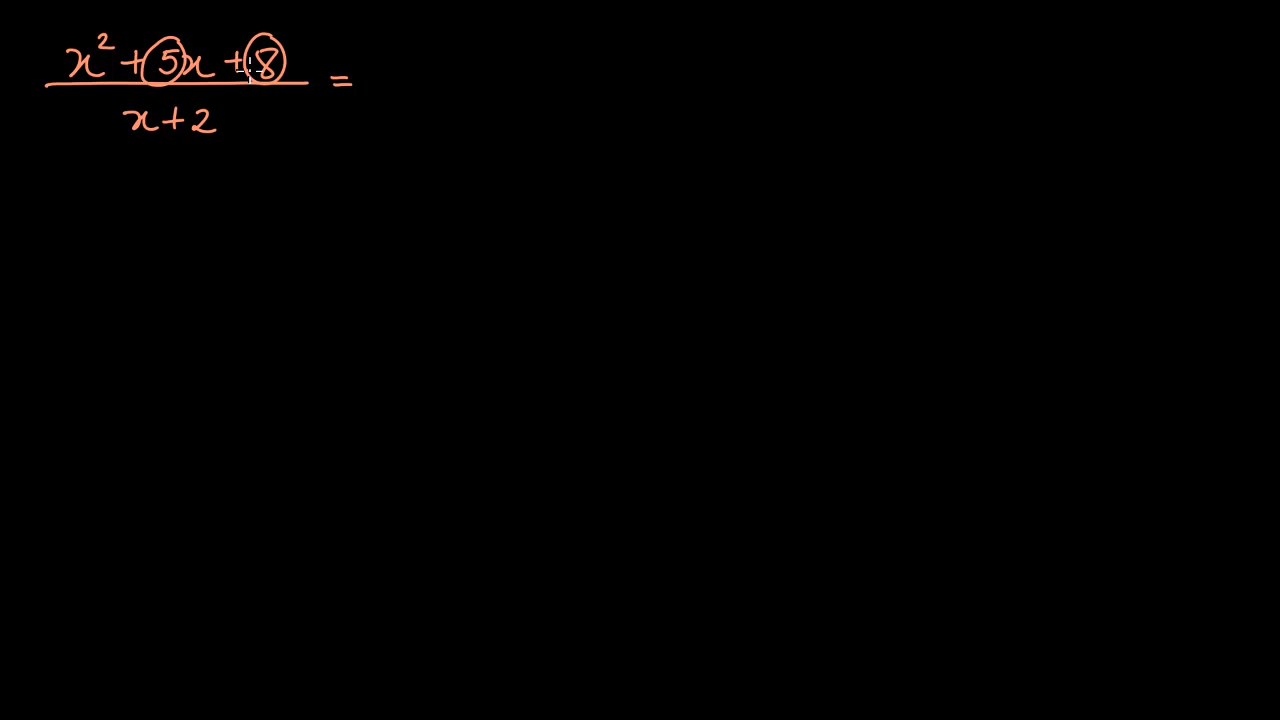 x² + 5x + 8 =
x + 2